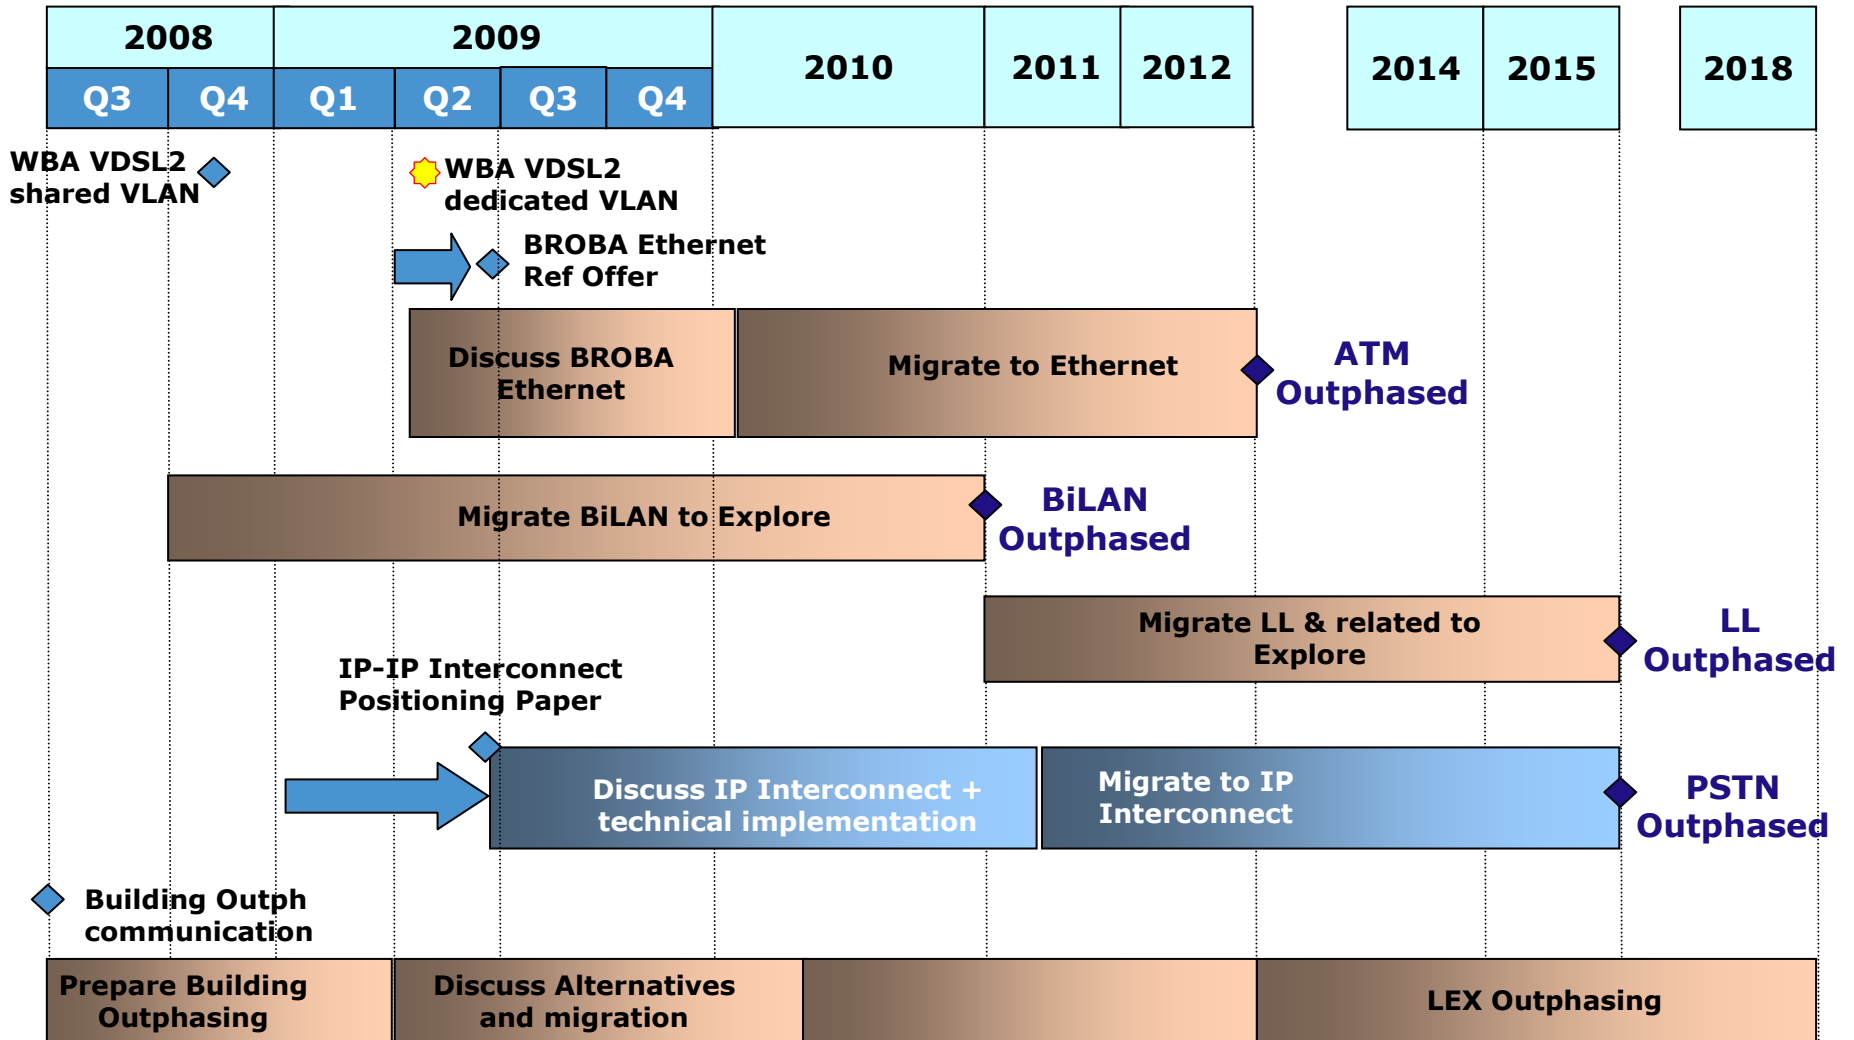 2008
2009
2010
2011
2012
2014
2015
2018
Q3
Q4
Q1
Q2
Q3
Q4
WBA VDSL2
shared VLAN
WBA VDSL2
dedicated VLAN
BROBA Ethernet
Ref Offer
Discuss BROBA
Ethernet
Migrate to Ethernet
ATM
Outphased
Migrate BiLAN to Explore
BiLAN
Outphased
Migrate LL & related to
Explore
LL
Outphased
IP-IP Interconnect
Positioning Paper
Discuss IP Interconnect +
technical implementation
Migrate to IP
Interconnect
PSTN
Outphased
Building Outph
communication
Prepare Building
Outphasing
Discuss Alternatives
and migration
LEX Outphasing